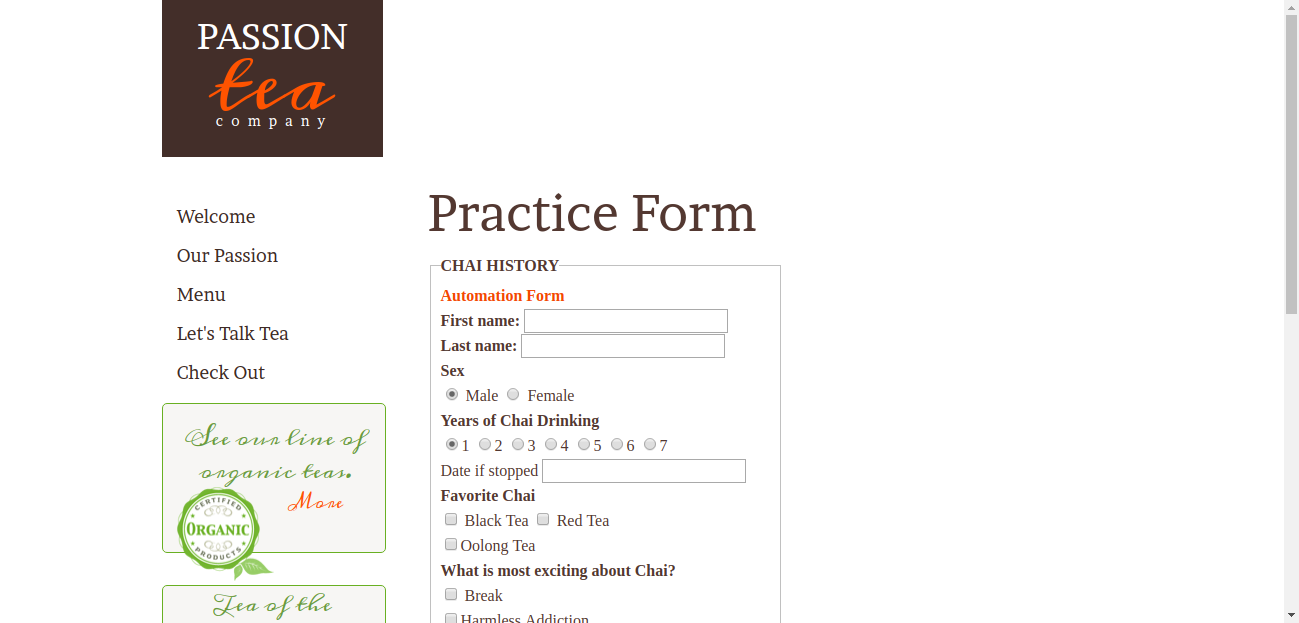 PASSION
tea
company
Welcome
Our Passion
Menu
Let's Talk Tea
Check Out
See our line of
organic teas.
More
CERTIFIED
ORGANIC
PRODUCTS
Tea of the
Practice Form
CHAI HISTORY
Automation Form
First name:
Last name:
Sex
Male Female
Years of Chai Drinking
1 2 3 4 5 6 7
Date if stopped
Favorite Chai
Black Tea Red Tea
Oolong Tea
What is most exciting about Chai?
Break
Harmless Addiction